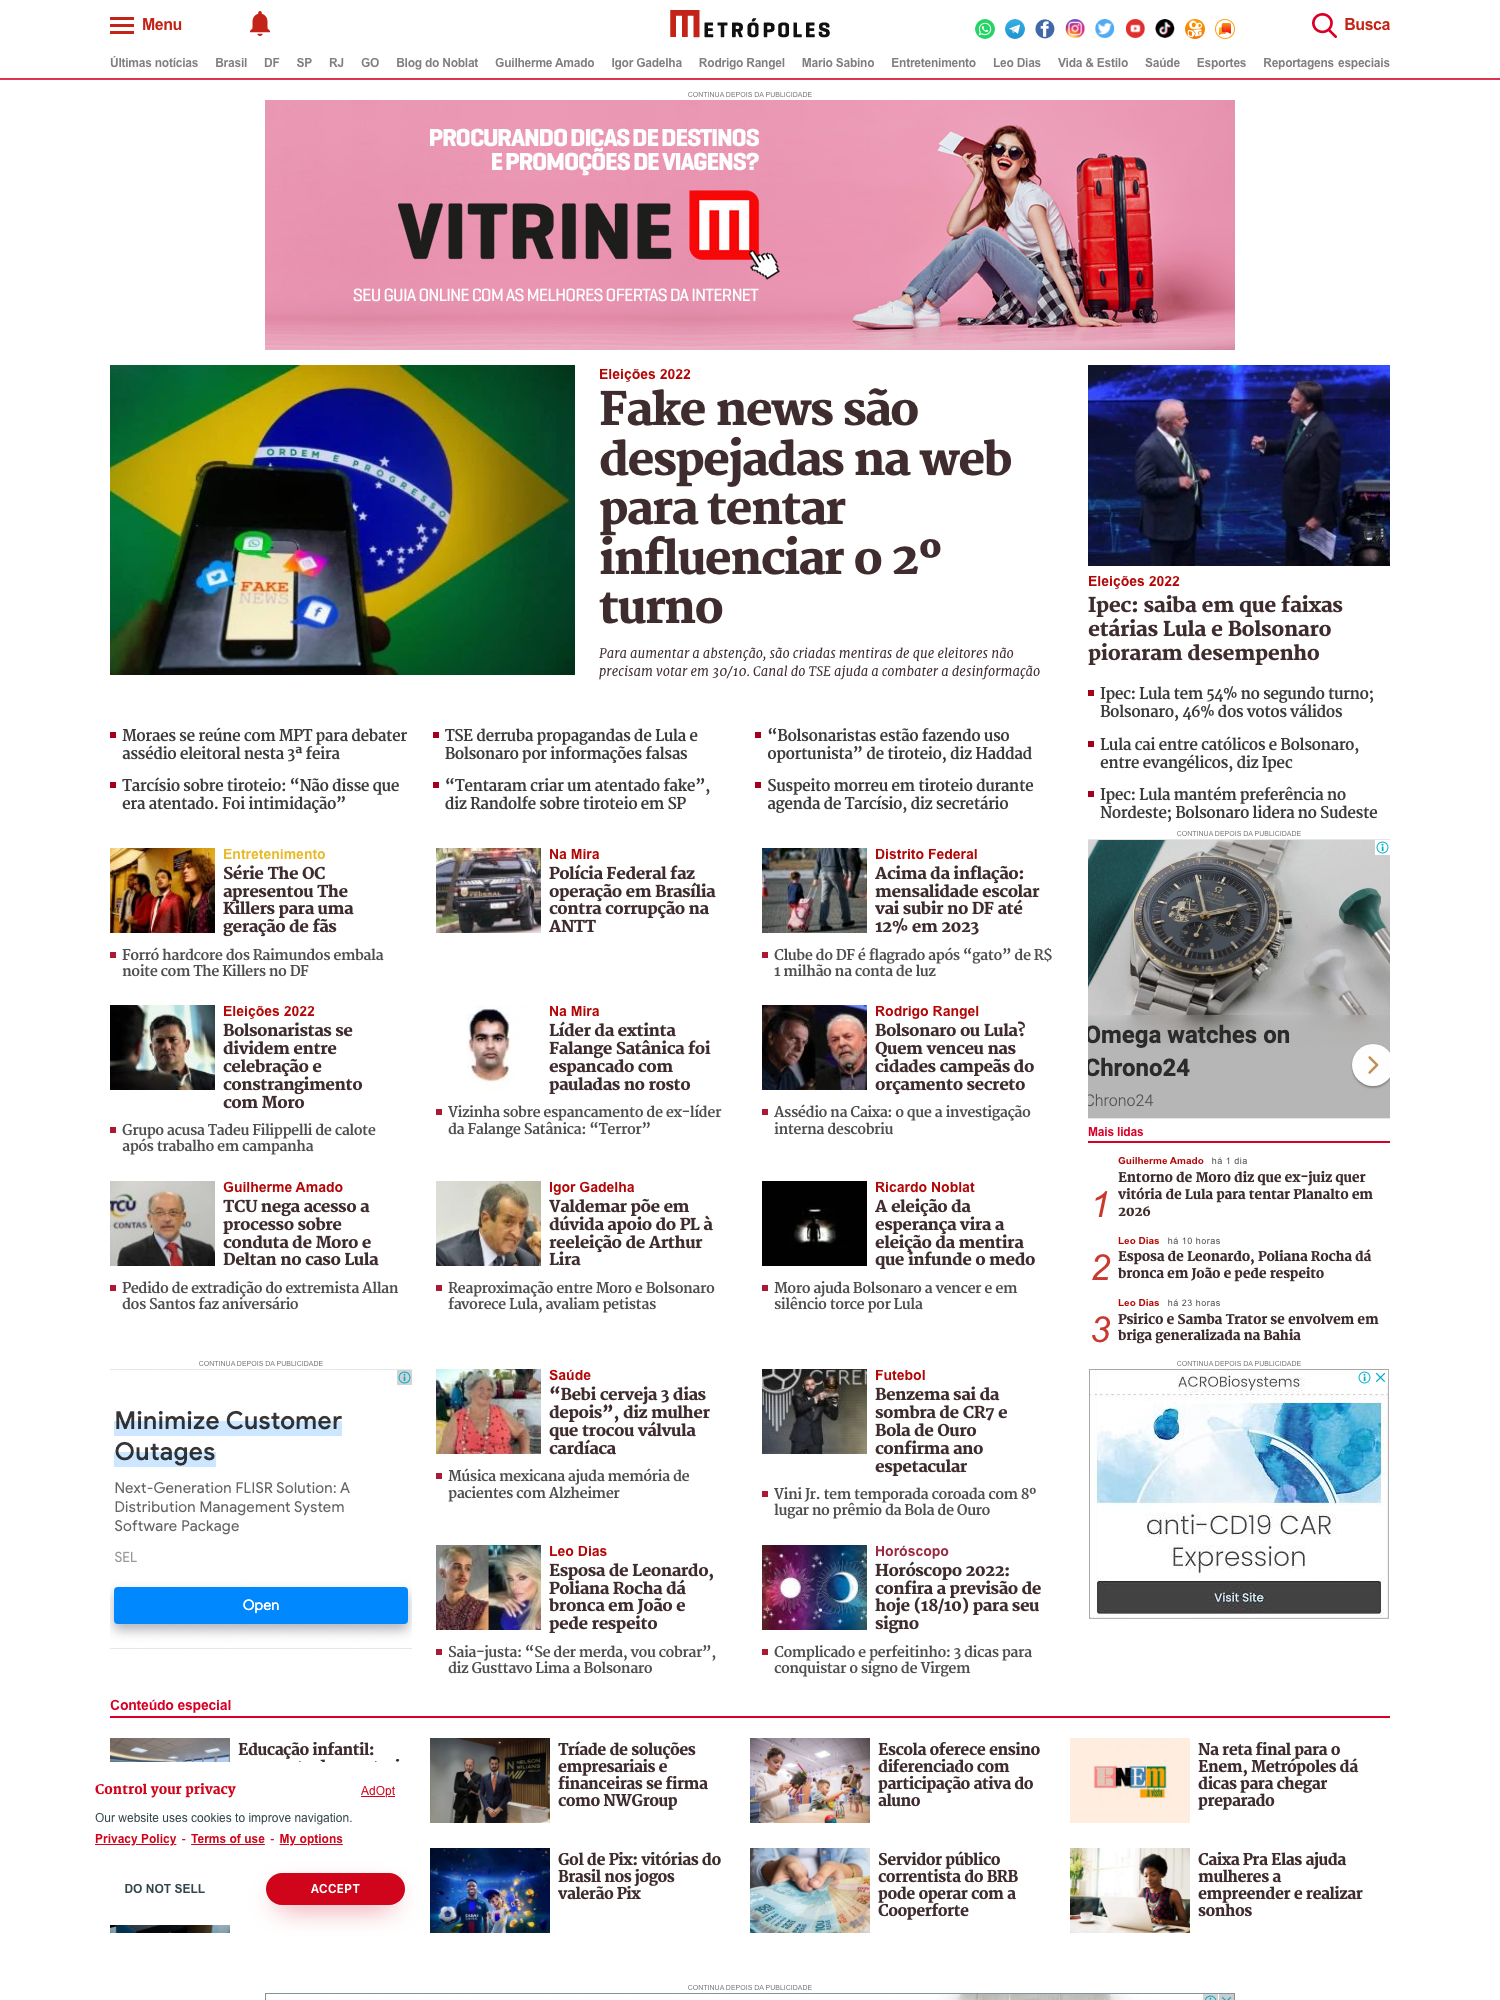 Menu
METRÓPOLES
Busca
Últimas notícias Brasil DF SP RJ GO Blog do Noblat Guilherme Amado Igor Gadelha Rodrigo Rangel Mario Sabino Entretenimento Leo Dias Vida & Estilo Saúde Esportes Reportagens especiais
CONTINUA DEPOIS DA PUBLICIDADE
PROCURANDO DICAS DE DESTINOS
E PROMOÇÕES DE VIAGENS?
VITRINE M
SEU GUIA ONLINE COM AS MELHORES OFERTAS DA INTERNET
ORDEM E PROGRESSO
FAKE
NEWS
Eleições 2022
Fake news são
despejadas na web
para tentar
influenciar o 2º
turno
Para aumentar a abstenção, são criadas mentiras de que eleitores não
precisam votar em 30/10. Canal do TSE ajuda a combater a desinformação
Eleições 2022
Ipec: saiba em que faixas
etárias Lula e Bolsonaro
pioraram desempenho
Ipec: Lula tem 54% no segundo turno;
Bolsonaro, 46% dos votos válidos
Lula cai entre católicos e Bolsonaro,
entre evangélicos, diz Ipec
Ipec: Lula mantém preferência no
Nordeste; Bolsonaro lidera no Sudeste
Moraes se reúne com MPT para debater
assédio eleitoral nesta 3ª feira
TSE derruba propagandas de Lula e
Bolsonaro por informações falsas
“Bolsonaristas estão fazendo uso
oportunista” de tiroteio, diz Haddad
Tarcísio sobre tiroteio: “Não disse que
era atentado. Foi intimidação”
“Tentaram criar um atentado fake”,
diz Randolfe sobre tiroteio em SP
Suspeito morreu em tiroteio durante
agenda de Tarcísio, diz secretário
Entretenimento
Série The OC
apresentou The
Killers para uma
geração de fãs
Forró hardcore dos Raimundos embala
noite com The Killers no DF
Na Mira
Polícia Federal faz
operação em Brasília
contra corrupção na
ANTT
Distrito Federal
Acima da inflação:
mensalidade escolar
vai subir no DF até
12% em 2023
Clube do DF é flagrado após “gato” de R$
1 milhão na conta de luz
Eleições 2022
Bolsonaristas se
dividem entre
celebração e
constrangimento
com Moro
Grupo acusa Tadeu Filippelli de calote
após trabalho em campanha
Na Mira
Líder da extinta
Falange Satânica foi
espancado com
pauladas no rosto
Vizinha sobre espancamento de ex-líder
da Falange Satânica: “Terror”
Rodrigo Rangel
Bolsonaro ou Lula?
Quem venceu nas
cidades campeãs do
orçamento secreto
Assédio na Caixa: o que a investigação
interna descobriu
TCU
CONTAS
Guilherme Amado
TCU nega acesso a
processo sobre
conduta de Moro e
Deltan no caso Lula
Pedido de extradição do extremista Allan
dos Santos faz aniversário
Igor Gadelha
Valdemar põe em
dúvida apoio do PL à
reeleição de Arthur
Lira
Reaproximação entre Moro e Bolsonaro
favorece Lula, avaliam petistas
Ricardo Noblat
A eleição da
esperança vira a
eleição da mentira
que infunde o medo
Moro ajuda Bolsonaro a vencer e em
silêncio torce por Lula
CONTINUA DEPOIS DA PUBLICIDADE
Omega watches on
Chrono24
Chrono24
Mais lidas
1
Guilherme Amado há 1 dia
Entorno de Moro diz que ex-juiz quer
vitória de Lula para tentar Planalto em
2026
2
Leo Dias há 10 horas
Esposa de Leonardo, Poliana Rocha dá
bronca em João e pede respeito
3
Leo Dias há 23 horas
Psirico e Samba Trator se envolvem em
briga generalizada na Bahia
CONTINUA DEPOIS DA PUBLICIDADE
Minimize Customer
Outages
Next-Generation FLISR Solution: A
Distribution Management System
Software Package
SEL
Open
Saúde
“Bebi cerveja 3 dias
depois”, diz mulher
que trocou válvula
cardíaca
Música mexicana ajuda memória de
pacientes com Alzheimer
Futebol
Benzema sai da
sombra de CR7 e
Bola de Ouro
confirma ano
espetacular
Vini Jr. tem temporada coroada com 8º
lugar no prêmio da Bola de Ouro
Leo Dias
Esposa de Leonardo,
Poliana Rocha dá
bronca em João e
pede respeito
Saia-justa: “Se der merda, vou cobrar”,
diz Gusttavo Lima a Bolsonaro
Horóscopo
Horóscopo 2022:
confira a previsão de
hoje (18/10) para seu
signo
Complicado e perfeitinho: 3 dicas para
conquistar o signo de Virgem
CONTINUA DEPOIS DA PUBLICIDADE
ACROBiosystems
anti-CD19 CAR
Expression
Visit Site
Conteúdo especial
Educação infantil:
Tríade de soluções
empresariais e
financeiras se firma
como NWGroup
Escola oferece ensino
diferenciado com
participação ativa do
aluno
ENEM
Na reta final para o
Enem, Metrópoles dá
dicas para chegar
preparado
Gol de Pix: vitórias do
Brasil nos jogos
valerão Pix
Servidor público
correntista do BRB
pode operar com a
Cooperforte
Caixa Pra Elas ajuda
mulheres a
empreender e realizar
sonhos
Control your privacy
AdOpt
Our website uses cookies to improve navigation.
Privacy Policy - Terms of use - My options
DO NOT SELL
ACCEPT
CONTINUA DEPOIS DA PUBLICIDADE